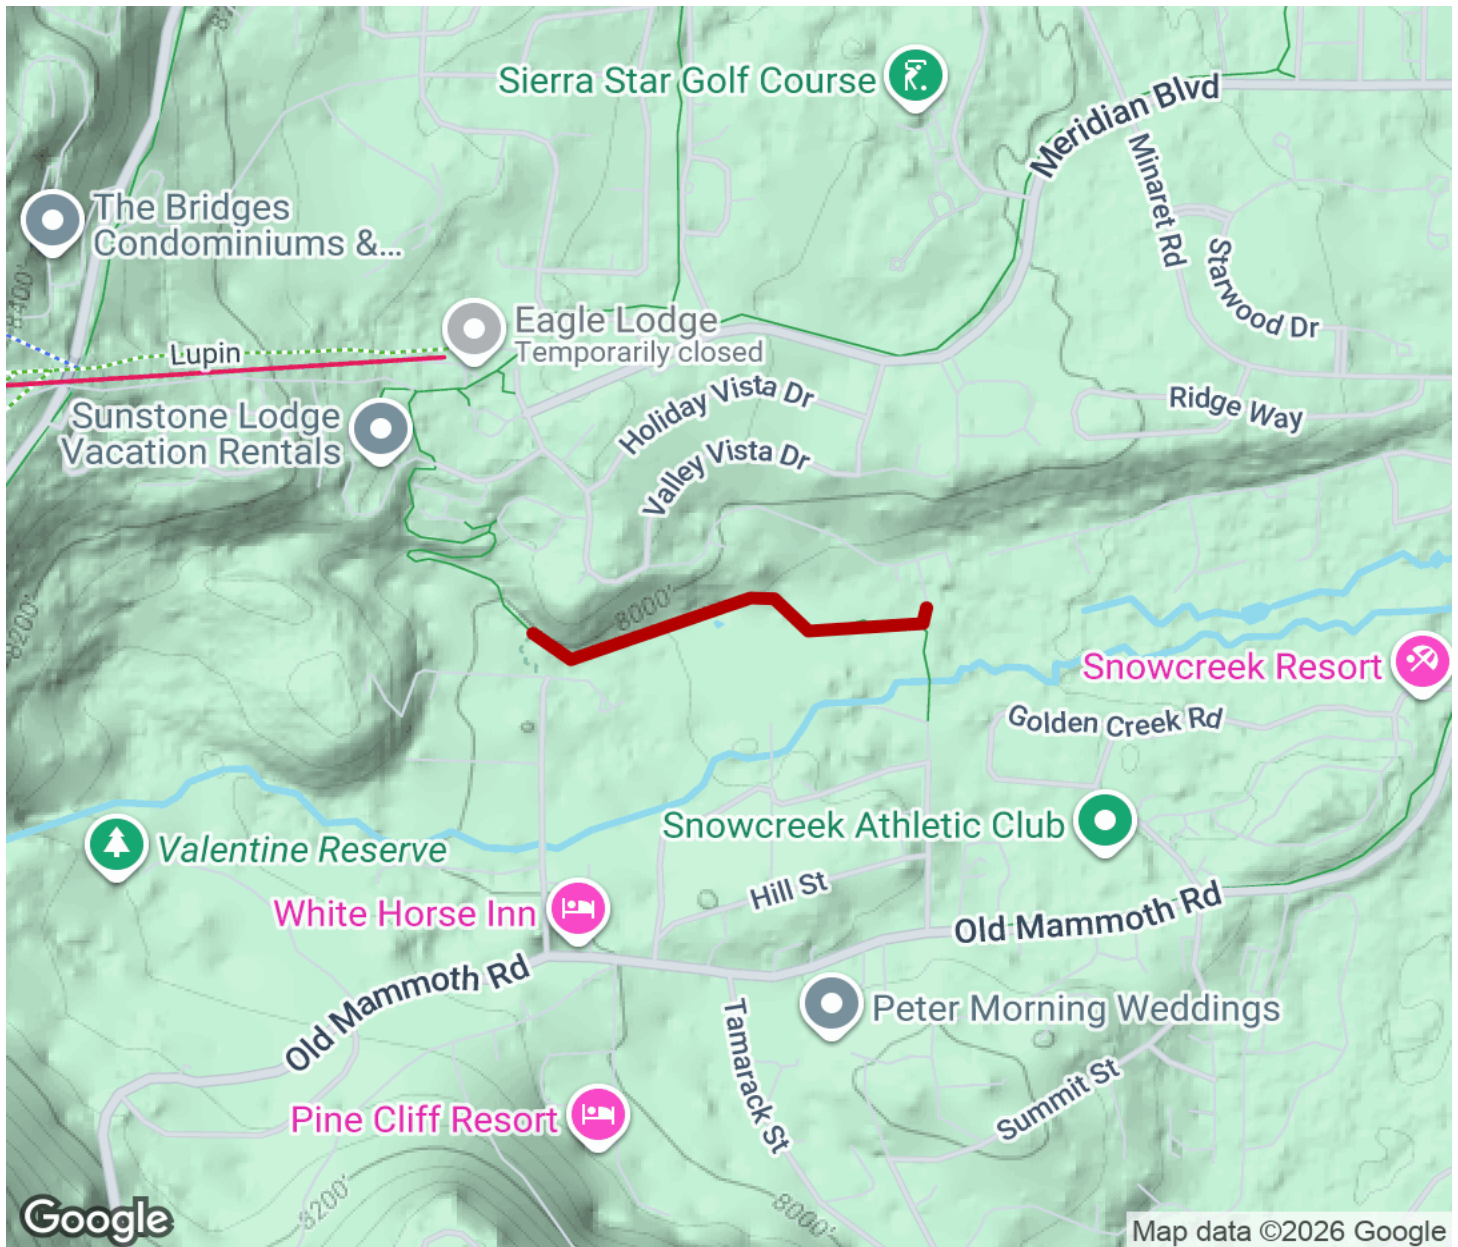 Sierra Star Golf Course
Meridian Blvd
Minaret Rd
The Bridges
Condominiums &...
Starwood Dr
8400'
Eagle Lodge
Temporarily closed
Lupin
Holiday Vista Dr
Ridge Way
Sunstone Lodge
Vacation Rentals
Valley Vista Dr
8000'
8200'
Snowcreek Resort
Golden Creek Rd
Snowcreek Athletic Club
Valentine Reserve
Hill St
White Horse Inn
Old Mammoth Rd
Old Mammoth Rd
Peter Morning Weddings
Tamarack St
Summit St
Pine Cliff Resort
8200'
8000'
Google
Map data ©2026 Google